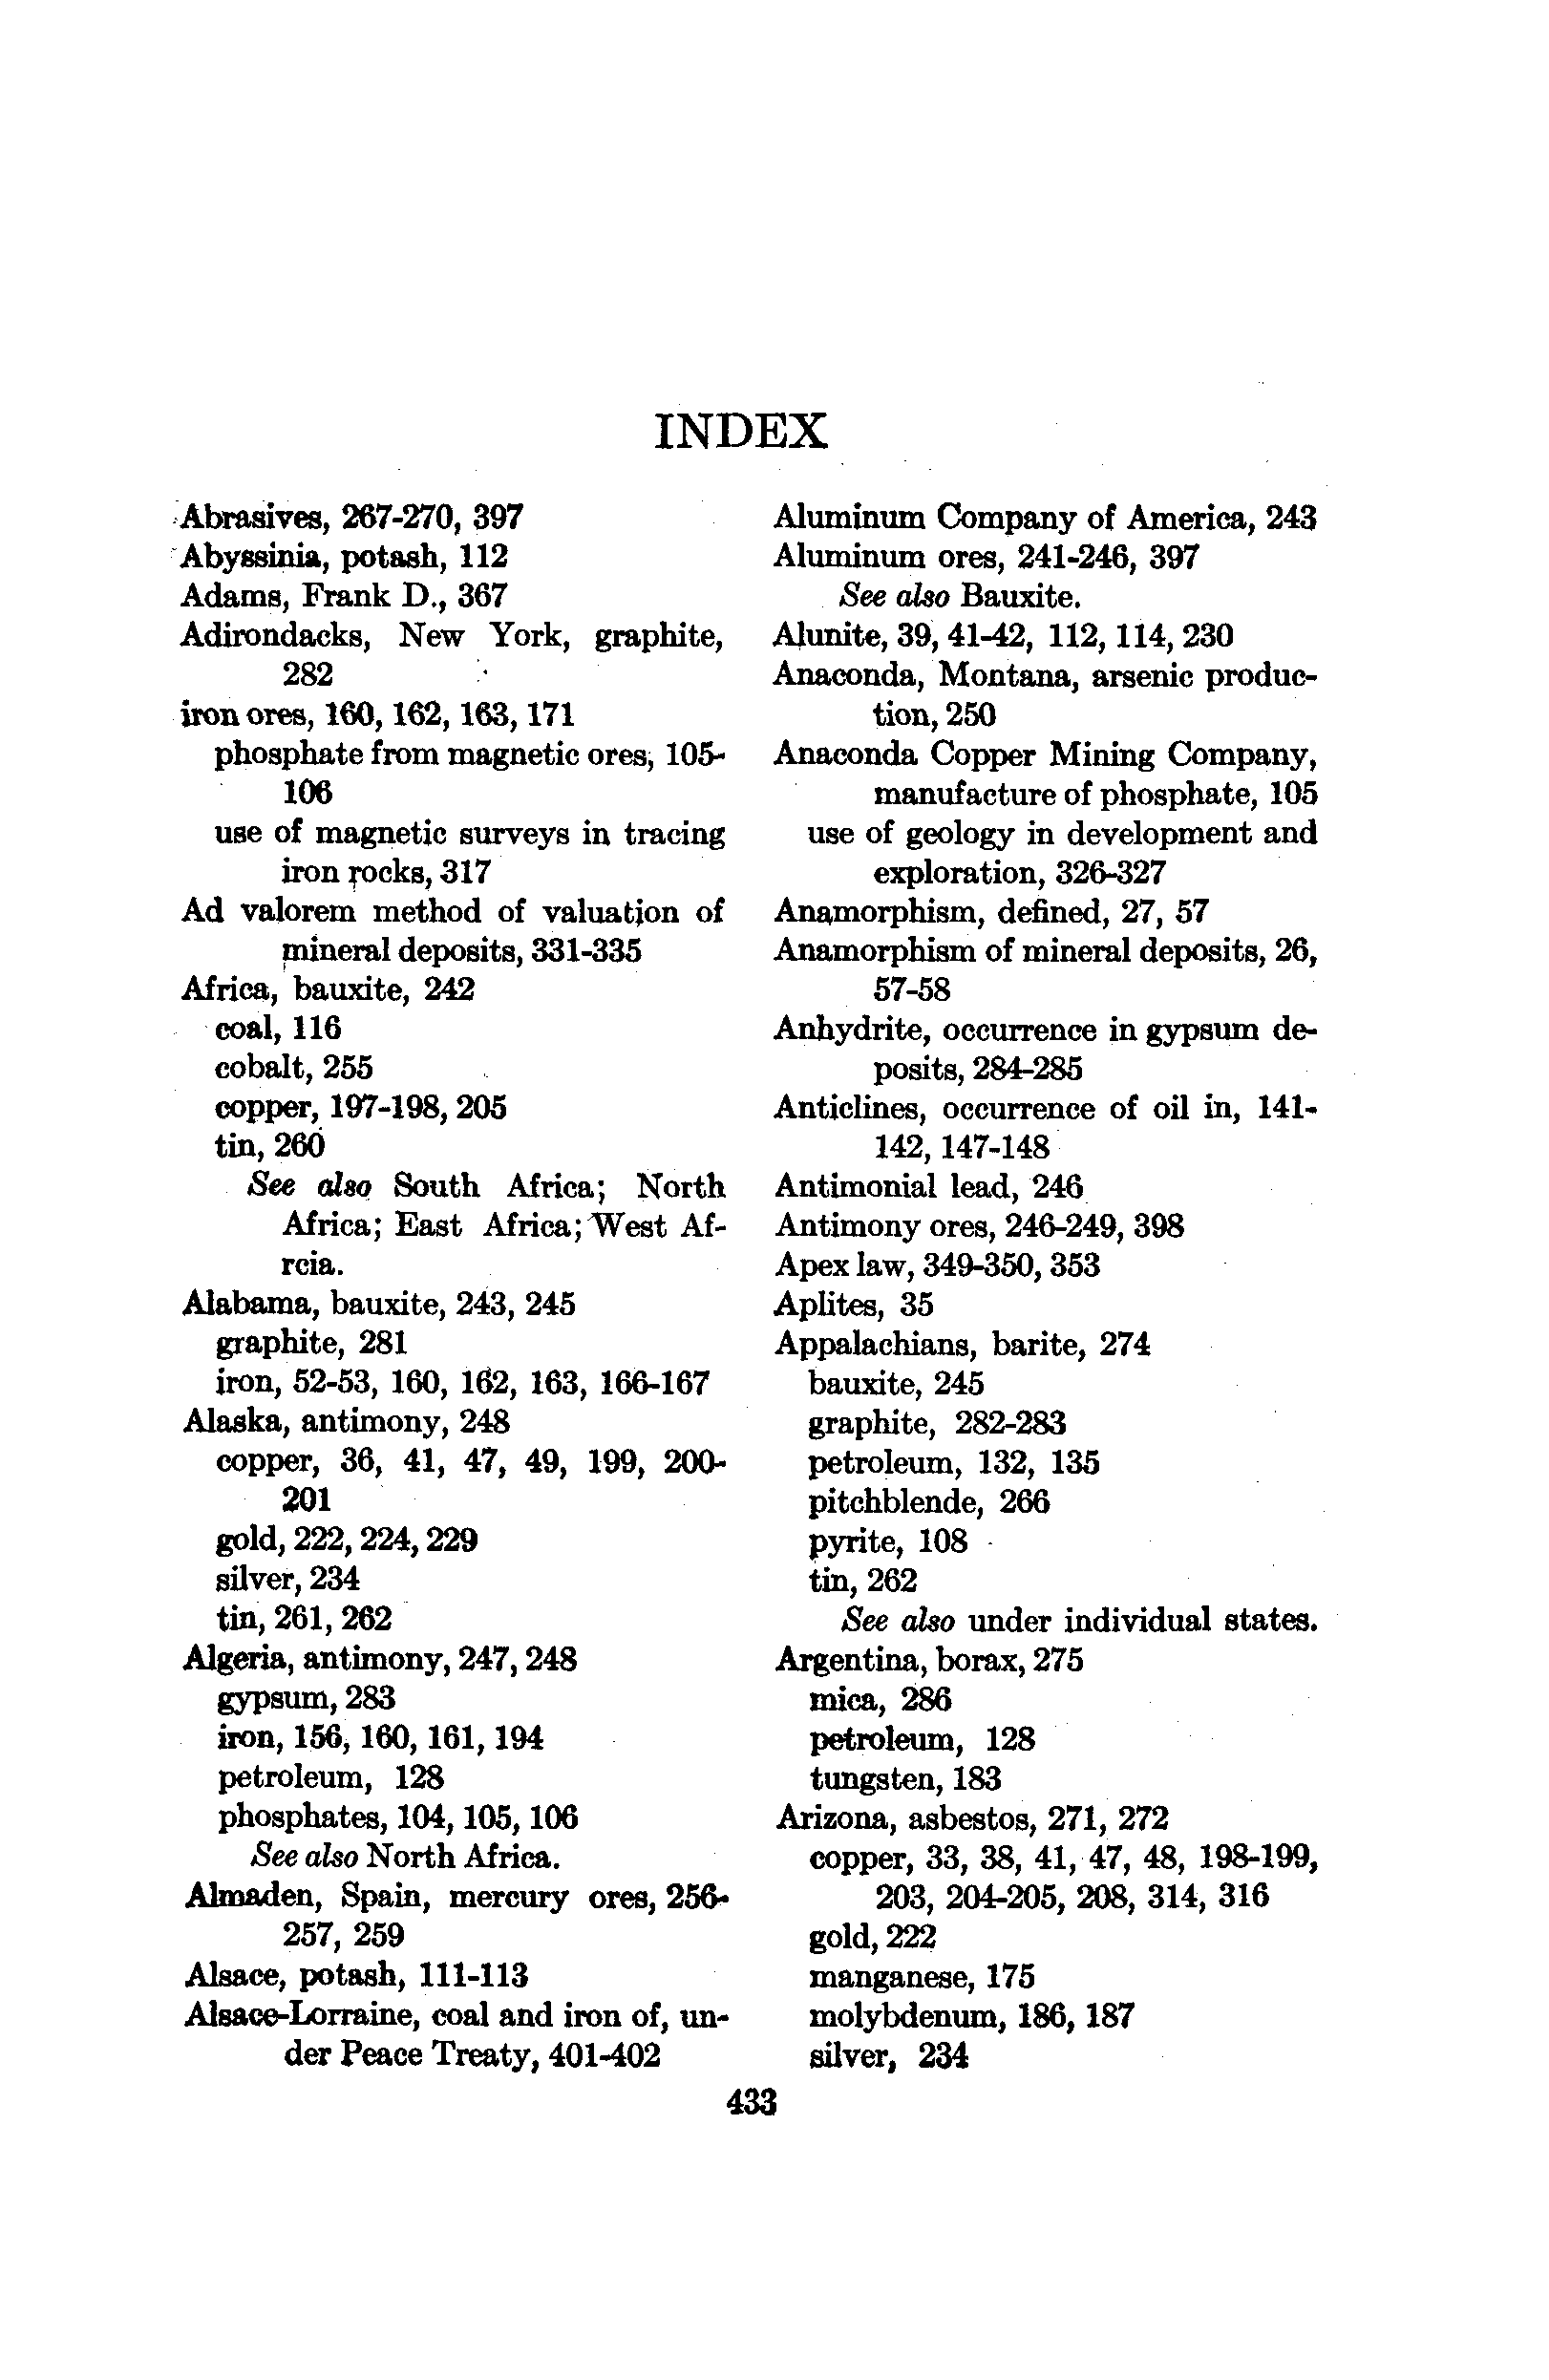 INDEX
Abrasives, 267-270, 397
Abyssinia, potash, 112
Adams, Frank D., 367
Adirondacks, New York, graphite,
282
iron ores, 160, 162, 163, 171
phosphate from magnetic ores, 105-
106
use of magnetic surveys in tracing
iron rocks, 317
Ad valorem method of valuation of
mineral deposits, 331-335
Africa, bauxite, 242
coal, 116
cobalt, 255
copper, 197-198, 205
tin, 260
See also South Africa; North
Africa; East Africa; West Af-
rcia.
Alabama, bauxite, 243, 245
graphite, 281
iron, 52-53, 160, 162, 163, 166-167
Alaska, antimony, 248
copper, 36, 41, 47, 49, 199, 200-
201
gold, 222, 224, 229
silver, 234
tin, 261, 262
Algeria, antimony, 247, 248
gypsum, 283
iron, 156, 160, 161, 194
petroleum, 128
phosphates, 104, 105, 106
See also North Africa.
Almaden, Spain, mercury ores, 256-
257, 259
Alsace, potash, 111-113
Alsace-Lorraine, coal and iron of, un-
der Peace Treaty, 401-402
Aluminum Company of America, 243
Aluminum ores, 241-246, 397
See also Bauxite.
Alunite, 39, 41-42, 112, 114, 230
Anaconda, Montana, arsenic produc-
tion, 250
Anaconda Copper Mining Company,
manufacture of phosphate, 105
use of geology in development and
exploration, 326-327
Anamorphism, defined, 27, 57
Anamorphism of mineral deposits, 26,
57-58
Anhydrite, occurrence in gypsum de-
posits, 284-285
Anticlines, occurrence of oil in, 141-
142, 147-148
Antimonial lead, 246
Antimony ores, 246-249, 398
Apex law, 349-350, 353
Aplites, 35
Appalachians, barite, 274
bauxite, 245
graphite, 282-283
petroleum, 132, 135
pitchblende, 266
pyrite, 108
tin, 262
See also under individual states.
Argentina, borax, 275
mica, 286
petroleum, 128
tungsten, 183
Arizona, asbestos, 271, 272
copper, 33, 38, 41, 47, 48, 198-199,
203, 204-205, 208, 314, 316
gold, 222
manganese, 175
molybdenum, 186, 187
silver, 234
433